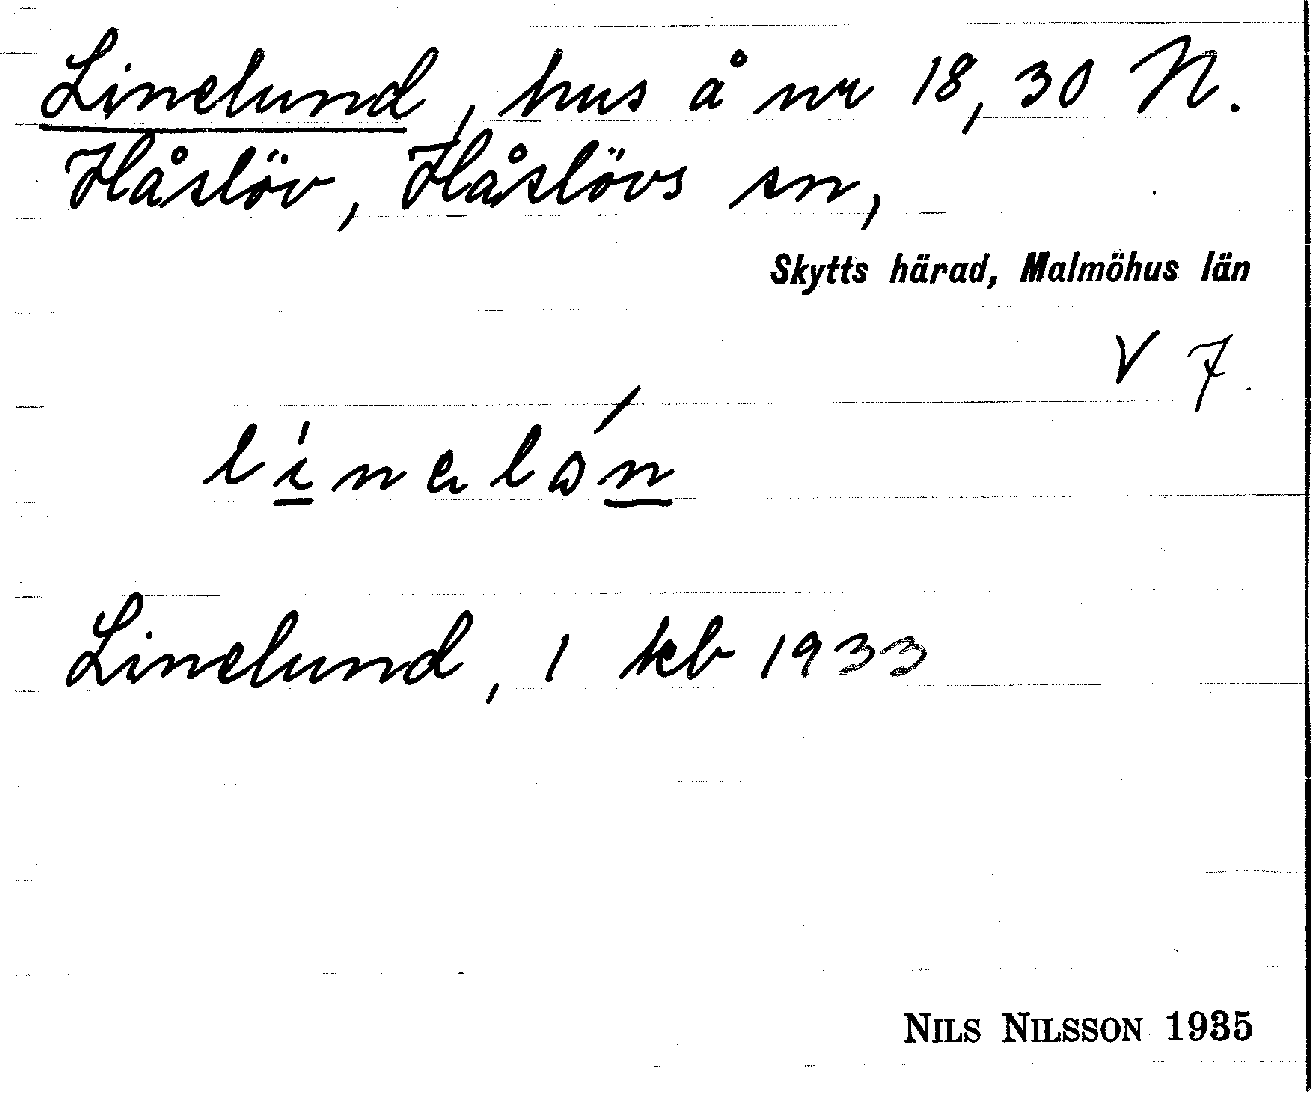 Linelund, hus å nr 18, 30 N.
Håslöv, Håslövs sn,
Skytts härad, Malmöhus län
V 7.
linəló́n
Linelund, 1 kb 1933
NILS NILSSON 1935